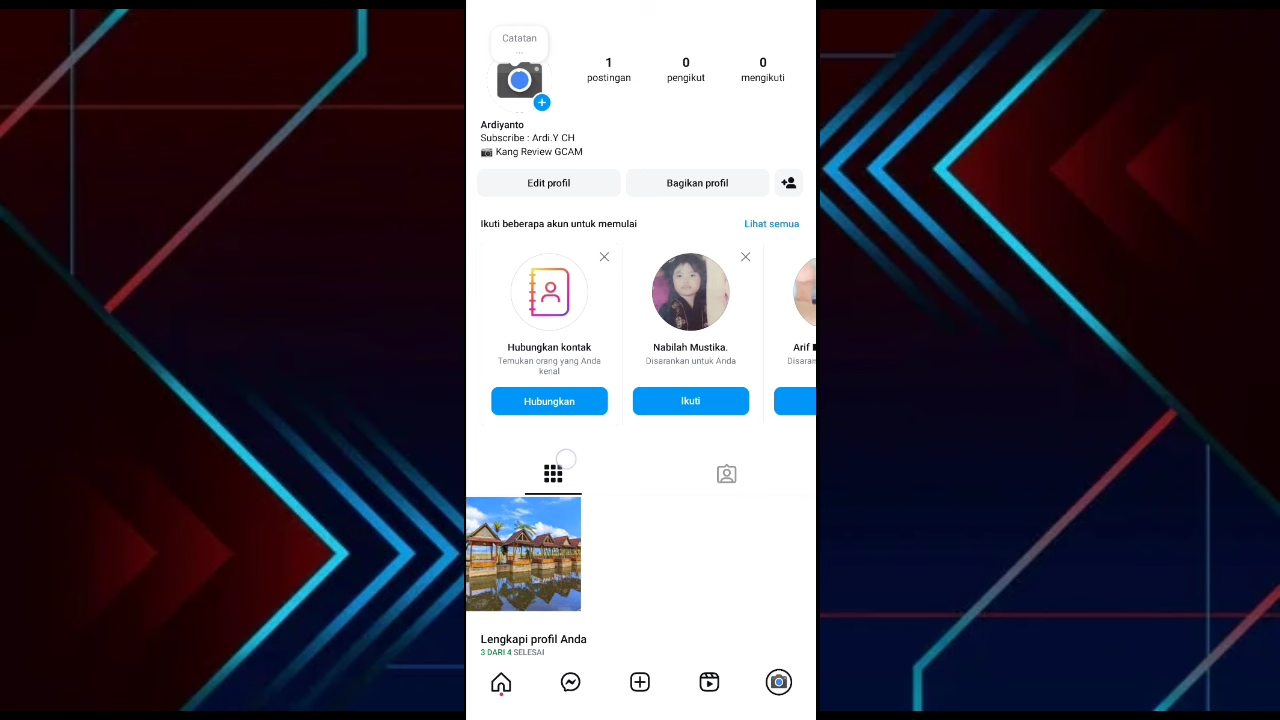 Catatan
...
1
postingan
0
pengikut
0
mengikuti
Ardiyanto
Subscribe : Ardi.Y CH
📷 Kang Review GCAM
Edit profil
Bagikan profil
Ikuti beberapa akun untuk memulai
Lihat semua
Hubungkan kontak
Temukan orang yang Anda
kenal
Hubungkan
Nabilah Mustika.
Disarankan untuk Anda
Ikuti
Arif
Disaran
Lengkapi profil Anda
3 DARI 4 SELESAI